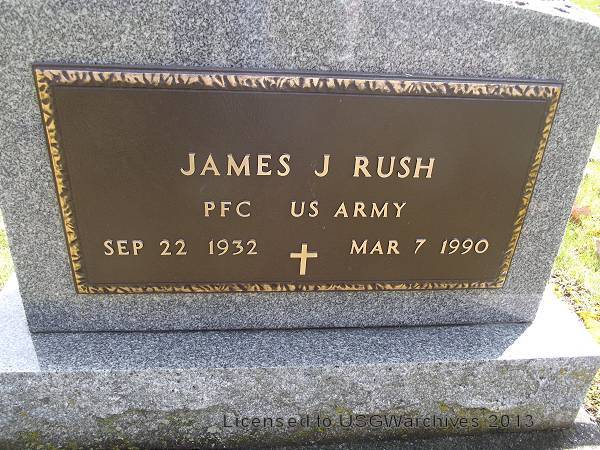 JAMES J RUSH
PFC US ARMY
SEP 22 1932 MAR 7 1990
Licensed to USGWarchives 2013